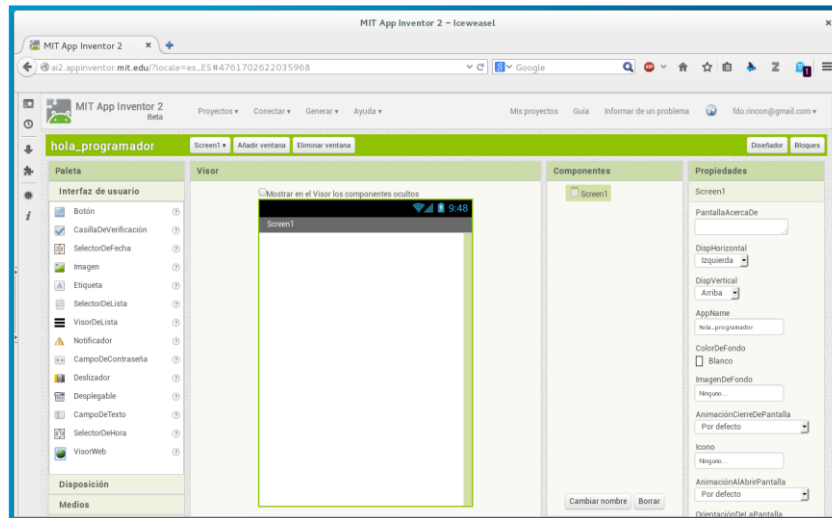 MIT App Inventor 2 – Iceweasel
MIT App Inventor 2
ai2.appinventor.mit.edu/?locale=es_ES#4761702622035968
Google
MIT App Inventor 2
Beta
Proyectos Conectar Generar Ayuda
Mis proyectos Guía Informar de un problema fdo.rincon@gmail.com
hola_programador Screen1 Añadir ventana Eliminar ventana Diseñador Bloques
Paleta
Interfaz de usuario
Botón
CasillaDeVerificación
SelectorDeFecha
Imagen
Etiqueta
SelectorDeLista
VisorDeLista
Notificador
CampoDeContraseña
Deslizador
Desplegable
CampoDeTexto
SelectorDeHora
VisorWeb
Disposición
Medios
Visor
Mostrar en el Visor los componentes ocultos
9:48
Screen1
Componentes
Screen1
Cambiar nombre Borrar
Propiedades
Screen1
PantallaAcercaDe
DispHorizontal
Izquierda
DispVertical
Arriba
AppName
hola_programador
ColorDeFondo
Blanco
ImagenDeFondo
Ninguno...
AnimaciónCierreDePantalla
Por defecto
Icono
Ninguno...
AnimaciónAlAbrirPantalla
Por defecto
OrientaciónDeLaPantalla